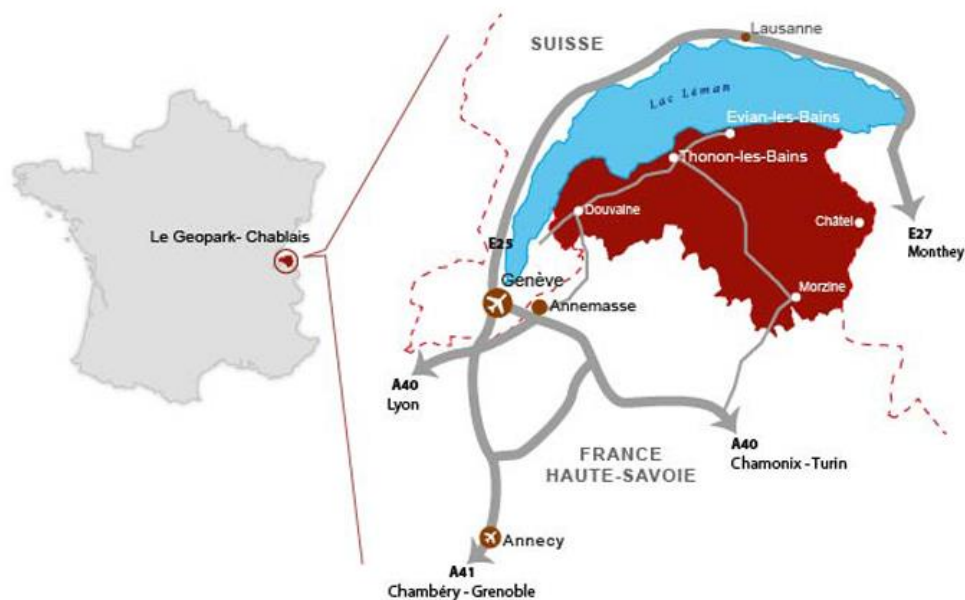 Lausanne
SUISSE
Lac Léman
Evian-les-Bains
Thonon-les-Bains
Le Geopark- Chablais
Douvaine
Châtel
E25
E27
Monthey
Genève
Annemasse
Morzine
A40
Lyon
FRANCE
HAUTE-SAVOIE
A40
Chamonix - Turin
Annecy
A41
Chambéry - Grenoble